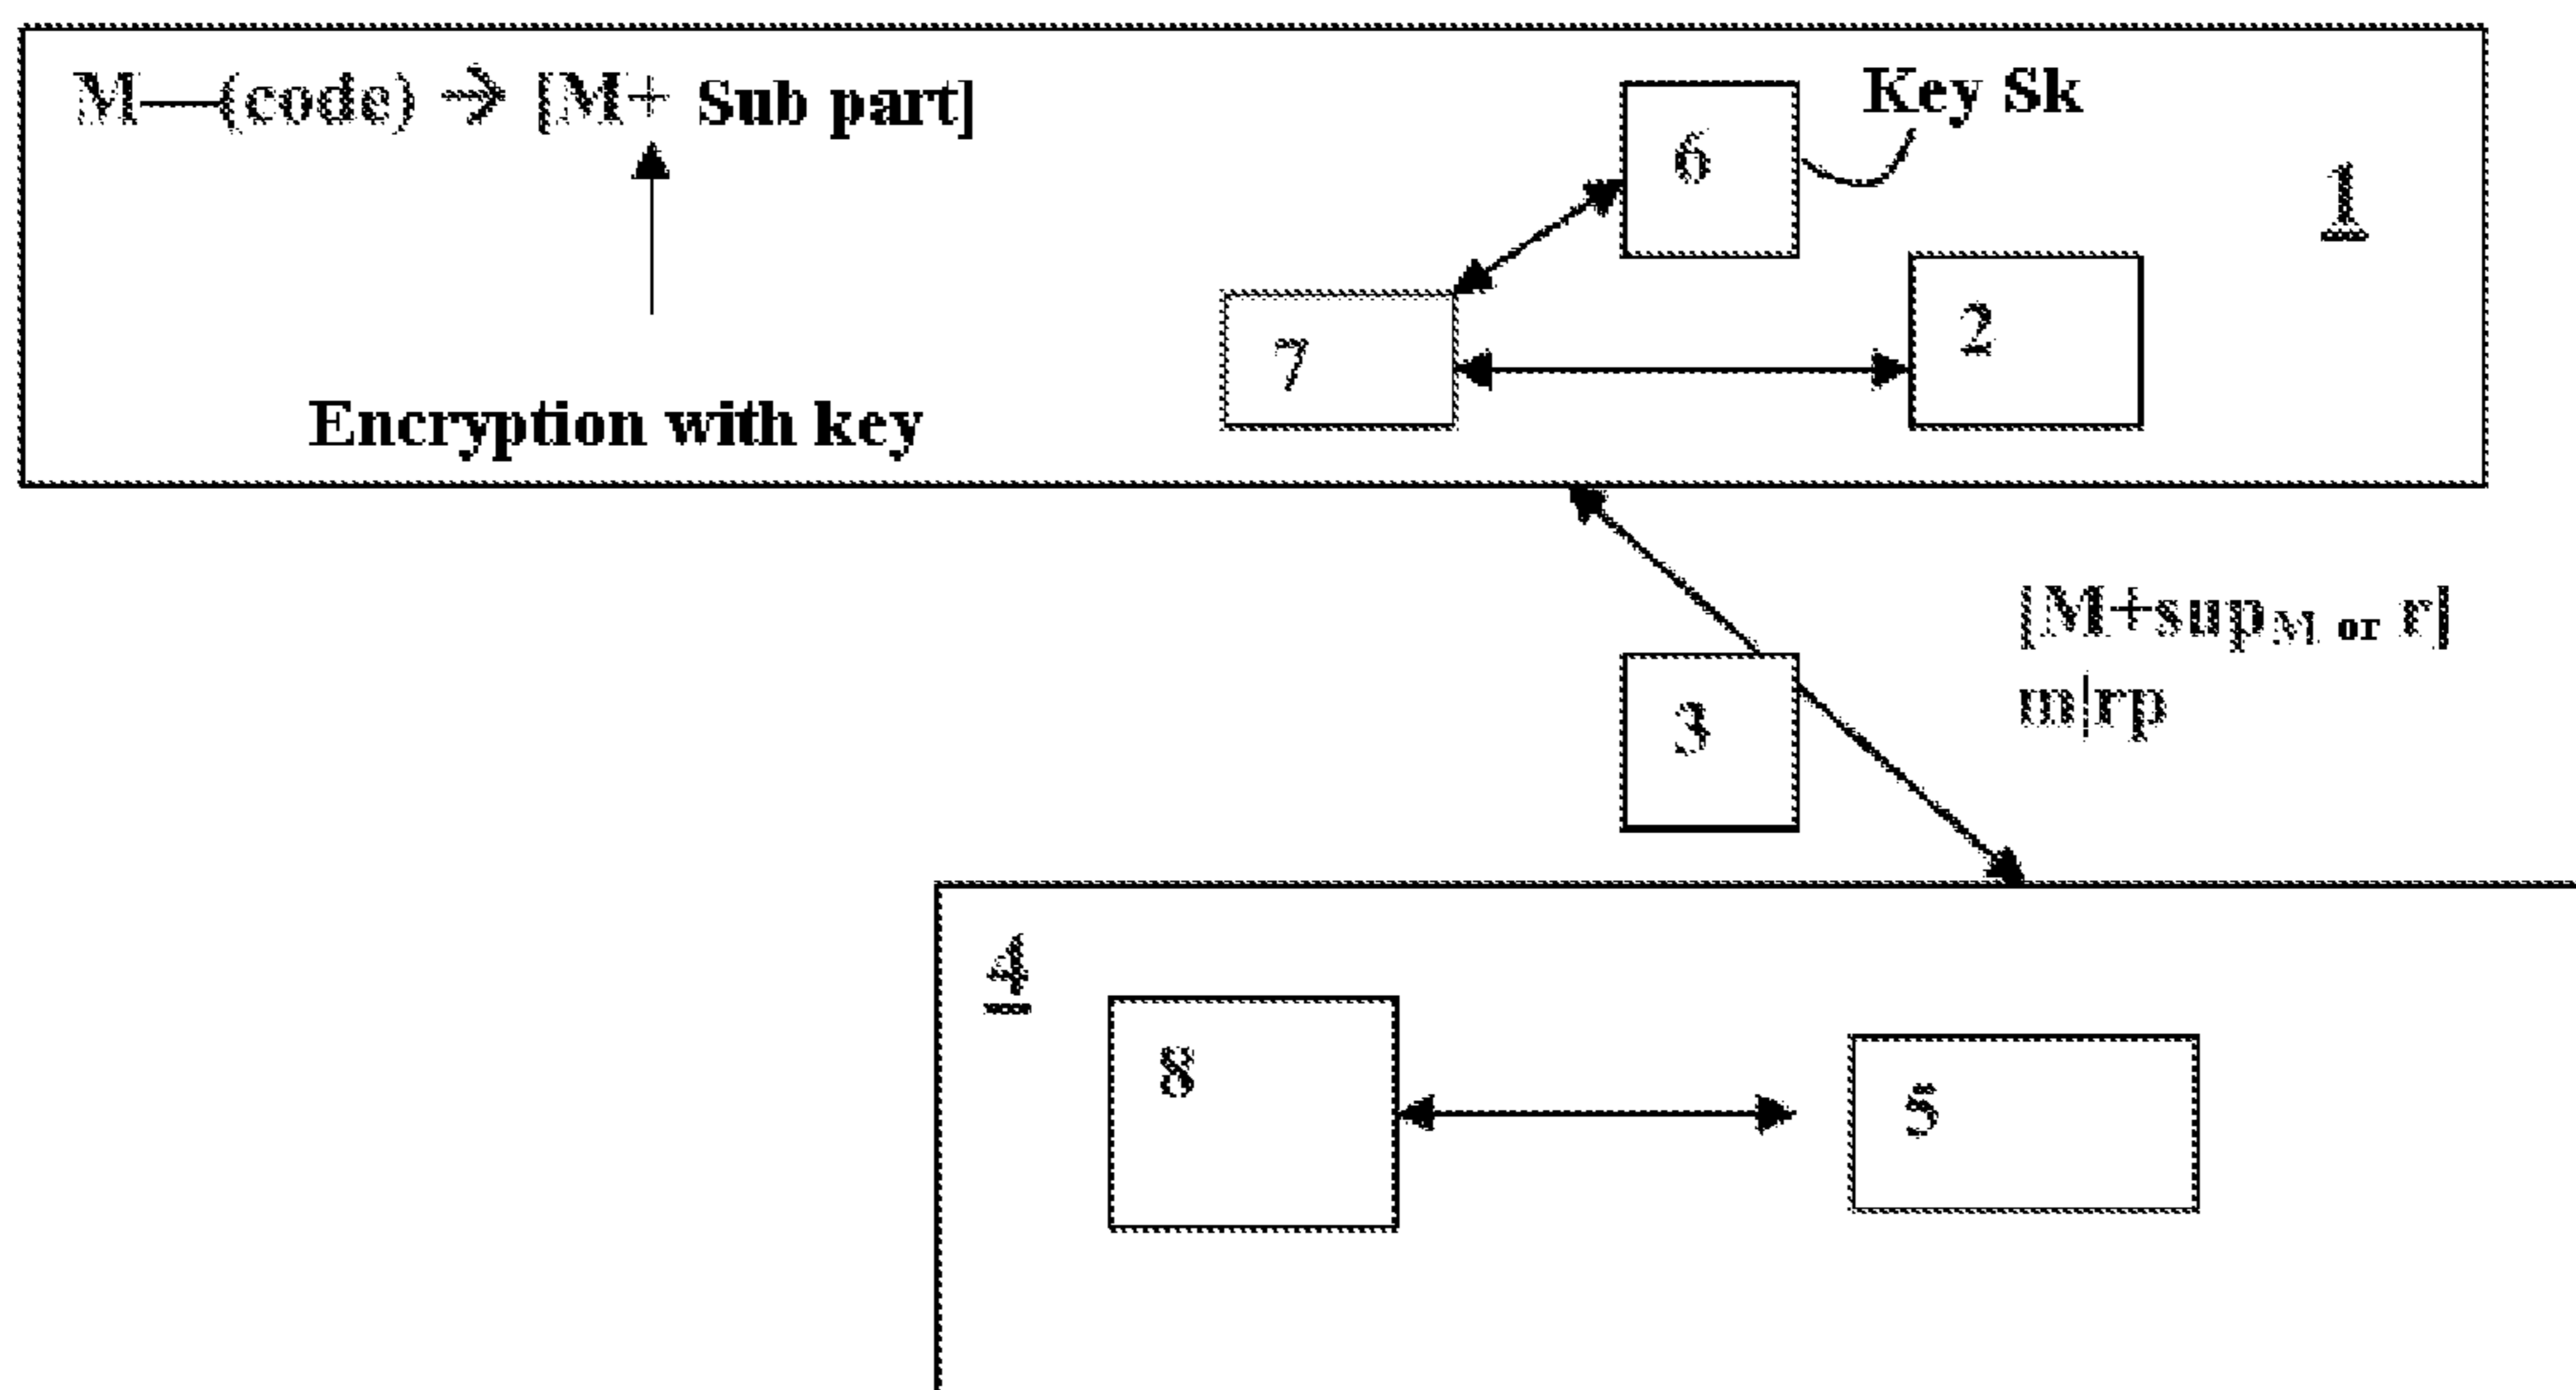 M—(code) → [M+ Sub part]
Key Sk
6
1
2
7
Encryption with key
[M+sup_M or r]
m|rp
3
4
8
5